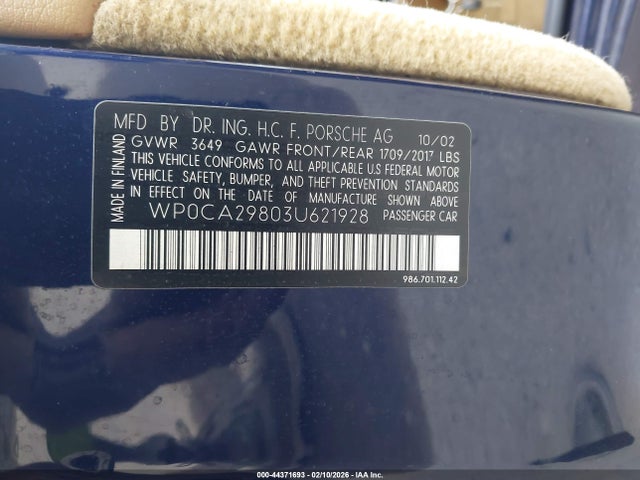 MFD BY DR. ING. H.C. F. PORSCHE AG 10/02
GVWR 3649 GAWR FRONT/REAR 1709/2017 LBS
THIS VEHICLE CONFORMS TO ALL APPLICABLE
U.S. FEDERAL MOTOR
VEHICLE SAFETY, BUMPER, AND THEFT PREVENTION STANDARDS
IN EFFECT ON THE DATE OF MANUFACTURE SHOWN ABOVE
WP0CA29803U621928 PASSENGER CAR
MADE IN FINLAND
986.701.112.42
000-44371693 - 02/10/2026 - IAA Inc.